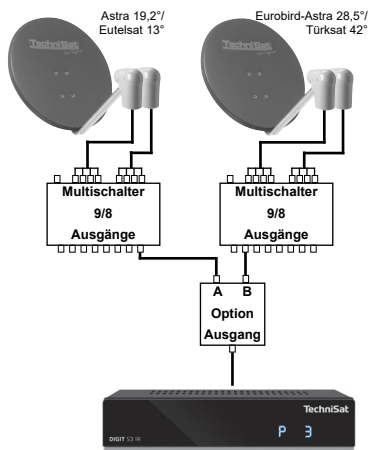 Astra 19,2°/
Eutelsat 13°
Eurobird-Astra 28,5°/
Türksat 42°
TechniSat
TechniSat
Multischalter
9/8
Ausgänge
Multischalter
9/8
Ausgänge
A B
Option
Ausgang
TechniSat
P 3
DIGIT S3 IR